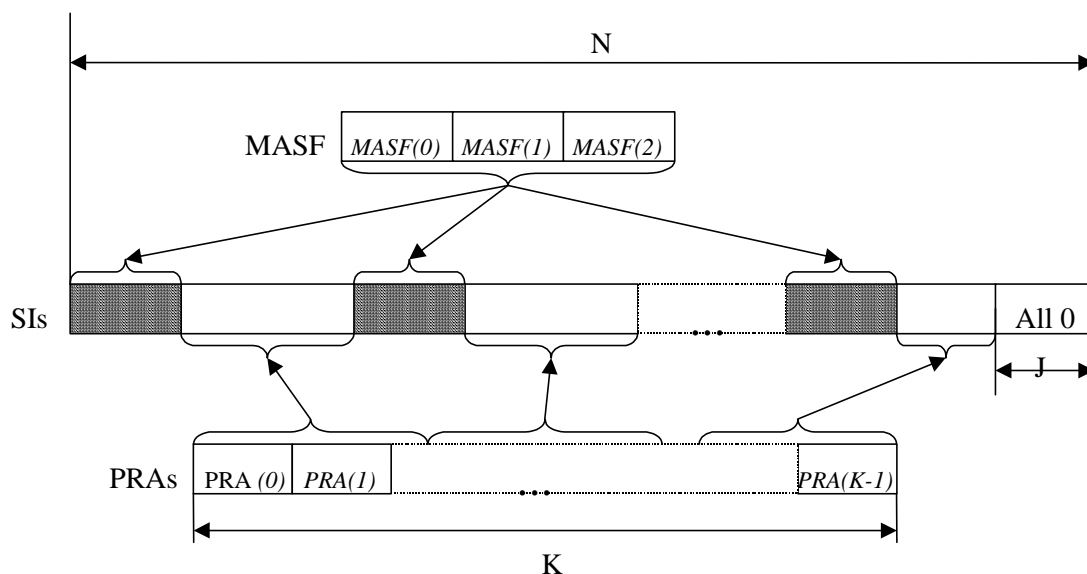 N
MASF
MASF(0) MASF(1) MASF(2)
SIs
All 0
J
PRAs
PRA (0) PRA(1) PRA(K-1)
K